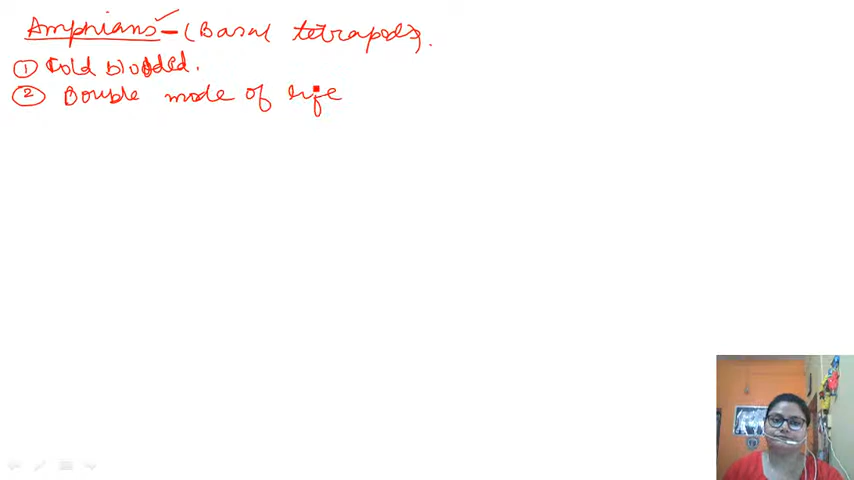 Amphians - (Basal tetrapods).
① Cold blooded.
② Double mode of life